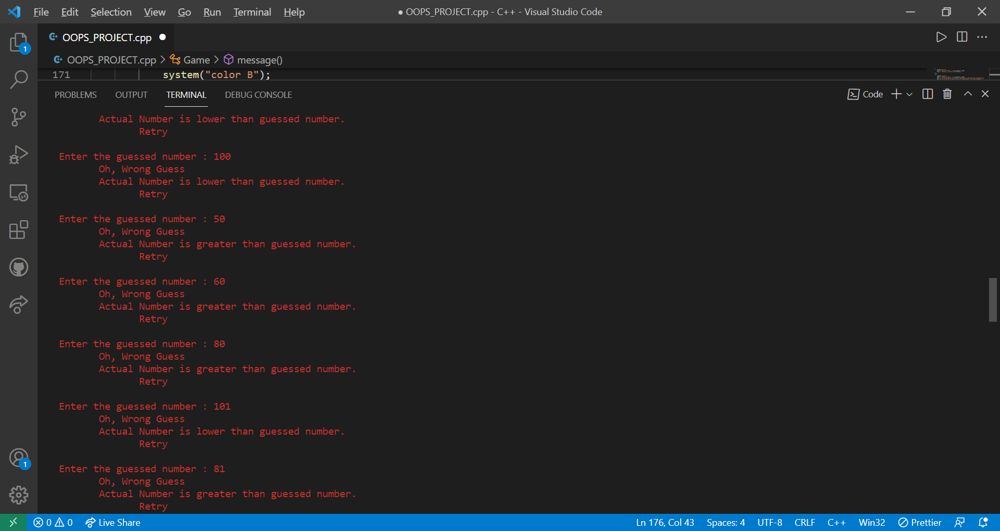 File Edit Selection View Go Run Terminal Help ● OOPS_PROJECT.cpp - C++ - Visual Studio Code
OOPS_PROJECT.cpp ●
OOPS_PROJECT.cpp > Game > message()
171 system("color B");
PROBLEMS OUTPUT TERMINAL DEBUG CONSOLE Code
Actual Number is lower than guessed number.
Retry
Enter the guessed number : 100
Oh, Wrong Guess
Actual Number is lower than guessed number.
Retry
Enter the guessed number : 50
Oh, Wrong Guess
Actual Number is greater than guessed number.
Retry
Enter the guessed number : 60
Oh, Wrong Guess
Actual Number is greater than guessed number.
Retry
Enter the guessed number : 80
Oh, Wrong Guess
Actual Number is greater than guessed number.
Retry
Enter the guessed number : 101
Oh, Wrong Guess
Actual Number is lower than guessed number.
Retry
Enter the guessed number : 81
Oh, Wrong Guess
Actual Number is greater than guessed number.
Retry
1
1
0 0 Live Share Ln 176, Col 43 Spaces: 4 UTF-8 CRLF C++ Win32 Prettier